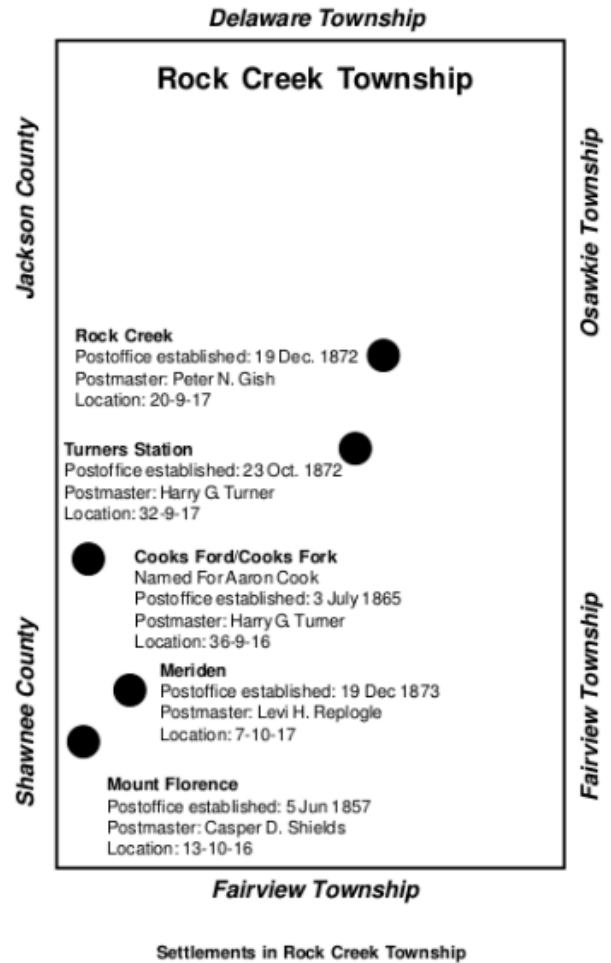 Delaware Township
Rock Creek Township
Jackson County
Osawkie Township
Rock Creek
Postoffice established: 19 Dec. 1872
Postmaster: Peter N. Gish
Location: 20-9-17
Turners Station
Postoffice established: 23 Oct. 1872
Postmaster: Harry G. Turner
Location: 32-9-17
Cooks Ford/Cooks Fork
Named For Aaron Cook
Postoffice established: 3 July 1865
Postmaster: Harry G. Turner
Location: 36-9-16
Shawnee County
Fairview Township
Meriden
Postoffice established: 19 Dec 1873
Postmaster: Levi H. Replogle
Location: 7-10-17
Mount Florence
Postoffice established: 5 Jun 1857
Postmaster: Casper D. Shields
Location: 13-10-16
Fairview Township
Settlements in Rock Creek Township